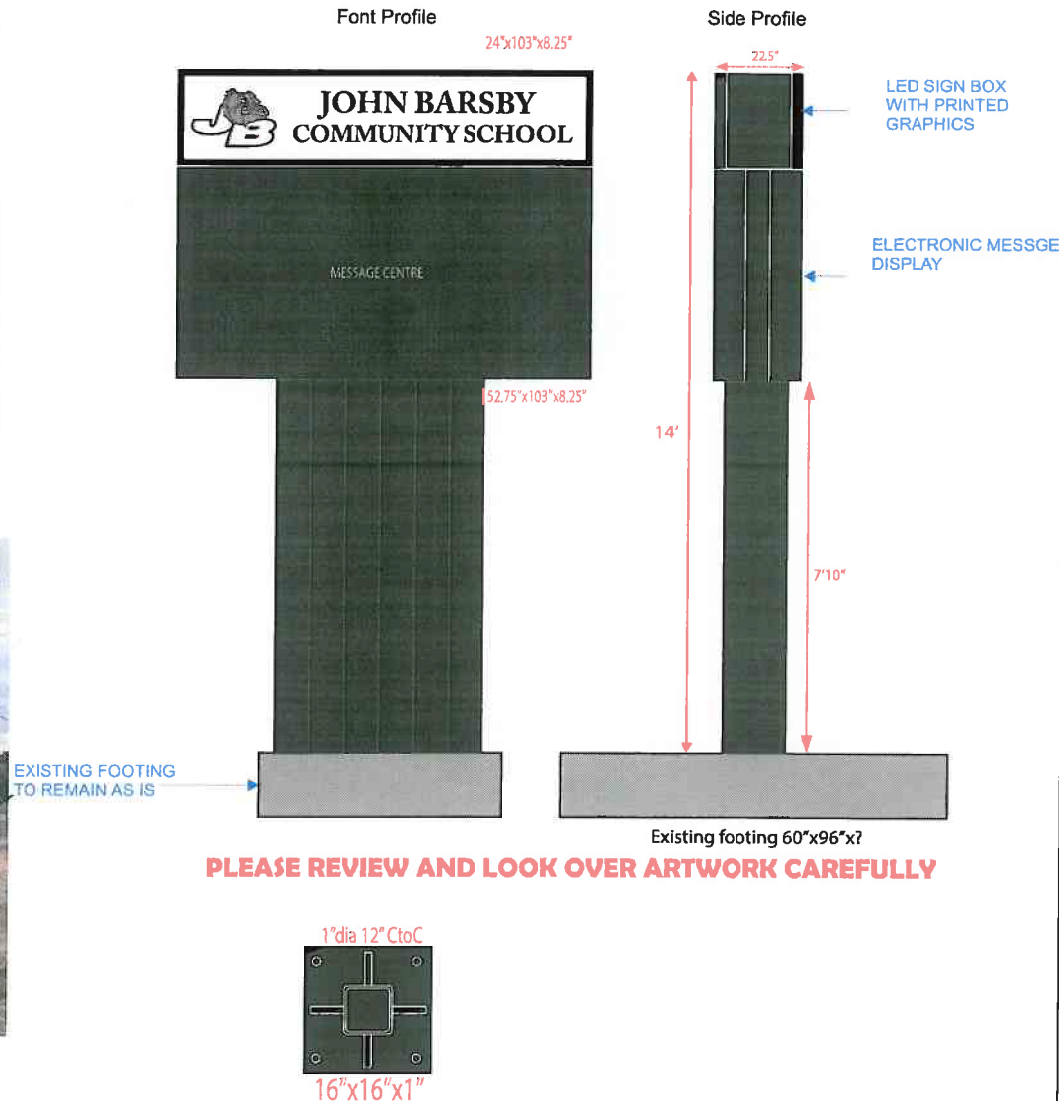 Font Profile
Side Profile
24"x103"x8.25"
22.5"
JB
JOHN BARSBY
COMMUNITY SCHOOL
LED SIGN BOX
WITH PRINTED
GRAPHICS
MESSAGE CENTRE
ELECTRONIC MESSGE
DISPLAY
52.75"x103"x8.25"
14'
7'10"
EXISTING FOOTING
TO REMAIN AS IS
Existing footing 60"x96"x?
PLEASE REVIEW AND LOOK OVER ARTWORK CAREFULLY
1"dia 12" CtoC
16"x16"x1"